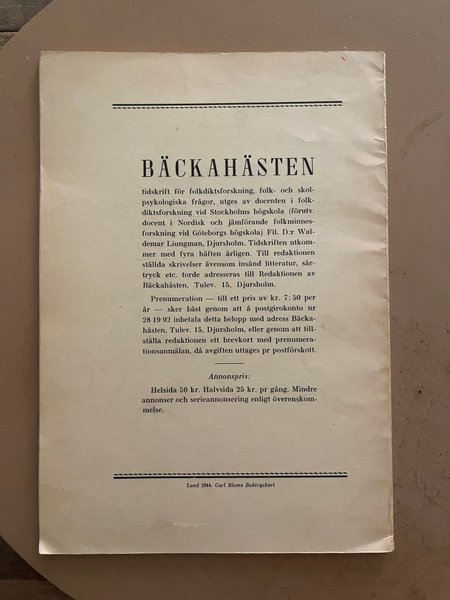 BÄCKAHÄSTEN
tidskrift för folkdiktsforskning, folk- och skol-
psykologiska frågor, utges av docenten i folk-
diktsforskning vid Stockholms högskola (förutv.
docent i Nordisk och jämförande folkminnes-
forskning vid Göteborgs högskola) Fil. D:r Wal-
demar Liungman, Djursholm. Tidskriften utkom-
mer med fyra häften årligen. Till redaktionen
ställda skrivelser ävensom insänd litteratur, sär-
tryck etc. torde adresseras till Redaktionen av
Bäckahästen, Tulev. 15, Djursholm.
Prenumeration — till ett pris av kr. 7:50 per
år — sker bäst genom att å postgirokonto nr
28 19 92 inbetala detta belopp med adress Bäcka-
hästen, Tulev. 15, Djursholm, eller genom att till-
ställa redaktionen ett brevkort med prenumera-
tionsanmälan, då avgiften uttages pr postförskott.
Annonspris:
Helsida 50 kr. Halvsida 25 kr. pr gång. Mindre
annonser och serieannonsering enligt överenskom-
melse.
Lund 1944. Carl Bloms Boktryckeri